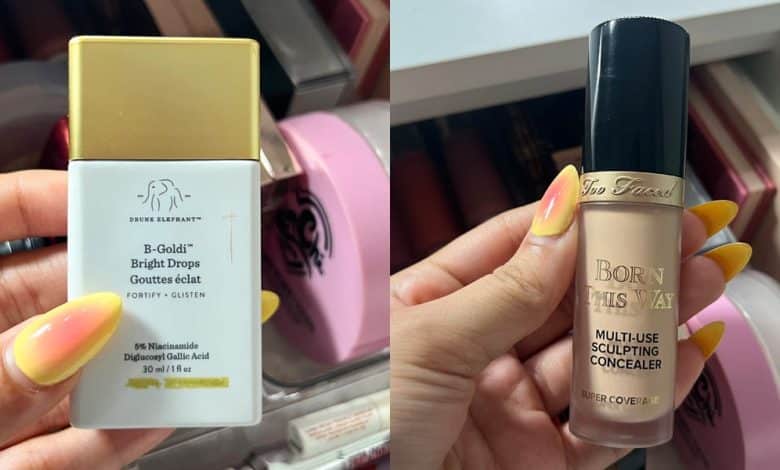 DRUNK ELEPHANT™
B-Goldi™
Bright Drops
Gouttes éclat
FORTIFY • GLISTEN
5% Niacinamide
Diglucosyl Gallic Acid
30 ml / 1 fl oz
Too Faced
BORN
THIS WAY
MULTI-USE
SCULPTING
CONCEALER
SUPER COVERAGE